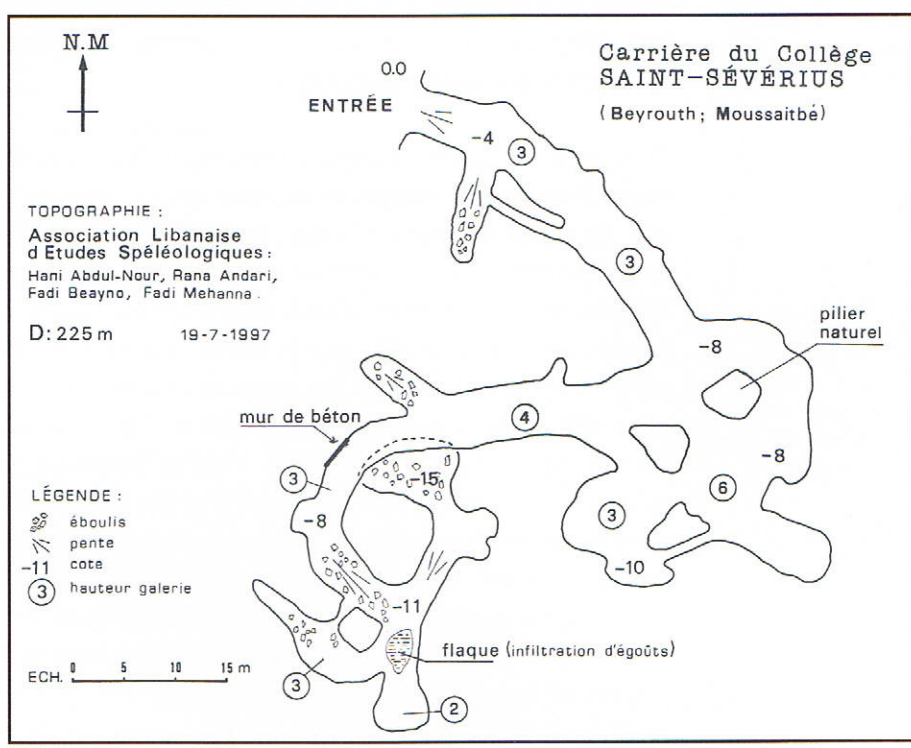 N.M
Carrière du Collège
SAINT-SÉVÉRIUS
(Beyrouth; Moussaitbé)
0.0
ENTRÉE
-4
3
3
TOPOGRAPHIE :
Association Libanaise
d'Etudes Spéléologiques :
Hani Abdul-Nour, Rana Andari,
Fadi Beayno, Fadi Mehanna.
D: 225 m
19-7-1997
pilier
naturel
-8
4
mur de béton
-8
6
3
-10
-15
3
-8
-11
LÉGENDE :
éboulis
pente
-11 cote
3 hauteur galerie
flaque (infiltration d'égoûts)
3
2
ECH. 0 5 10 15 m